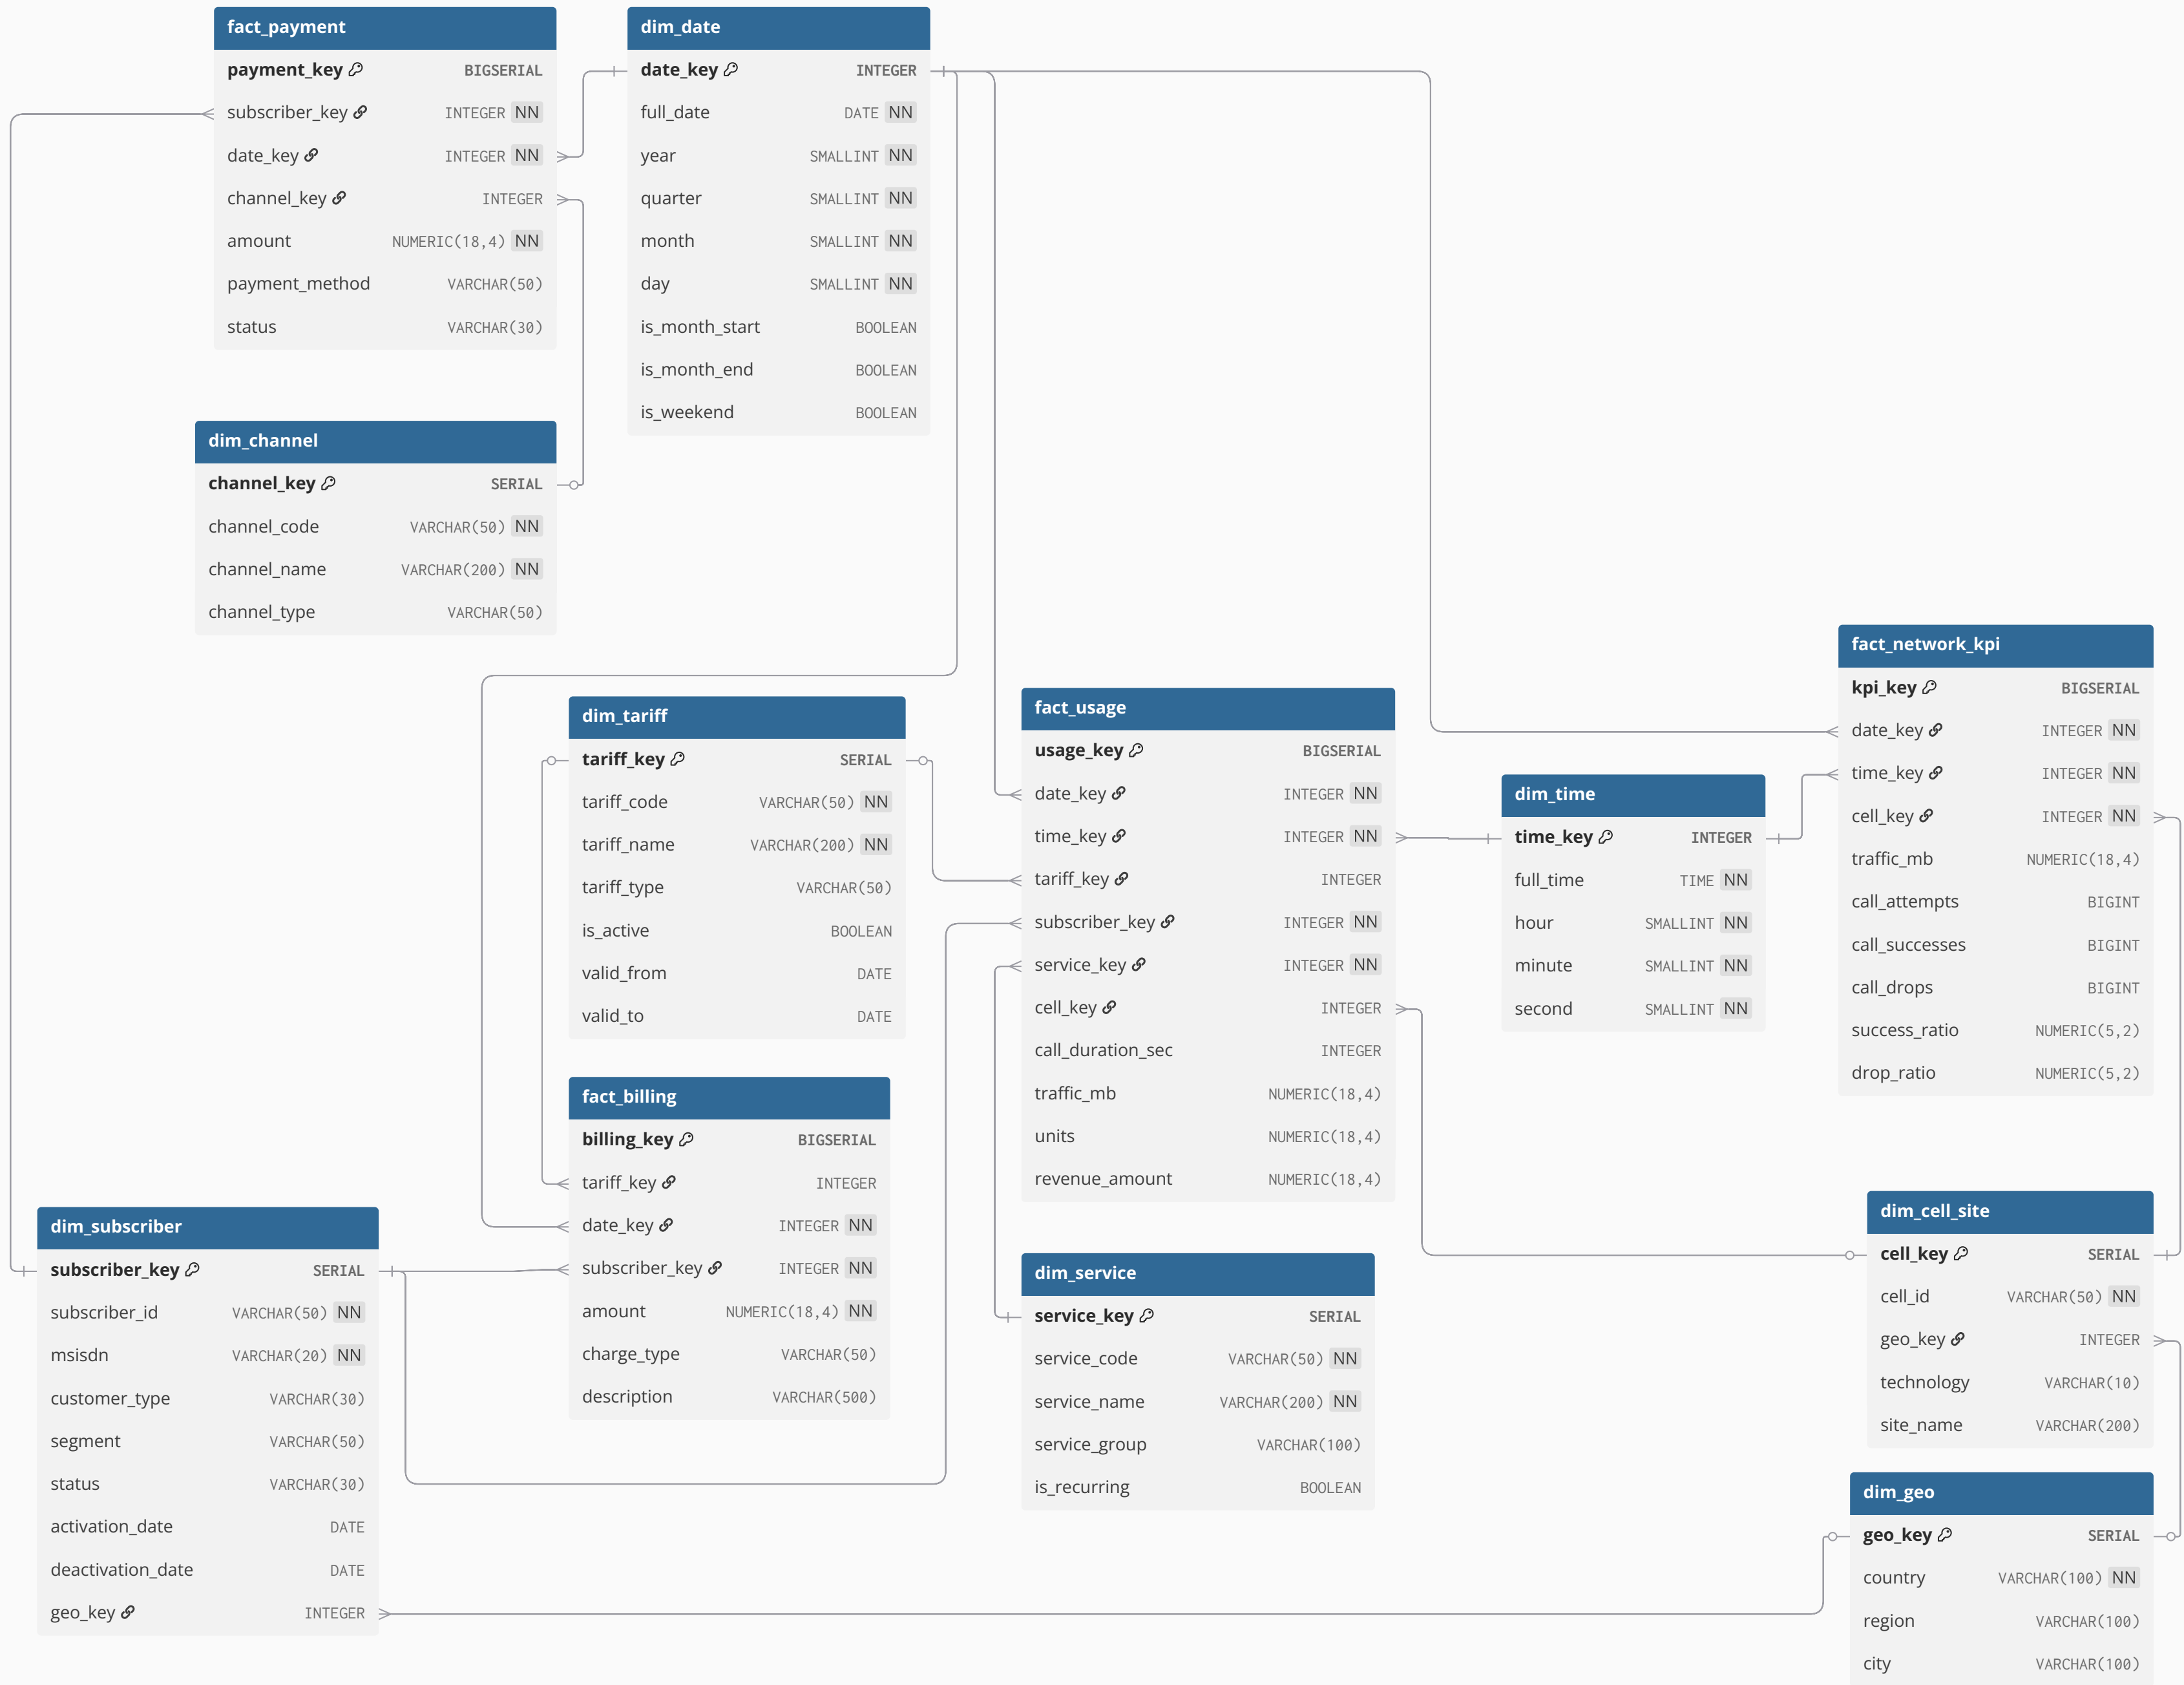 fact_payment
payment_key BIGSERIAL
subscriber_key INTEGER NN
date_key INTEGER NN
channel_key INTEGER
amount NUMERIC(18,4) NN
payment_method VARCHAR(50)
status VARCHAR(30)
dim_date
date_key INTEGER
full_date DATE NN
year SMALLINT NN
quarter SMALLINT NN
month SMALLINT NN
day SMALLINT NN
is_month_start BOOLEAN
is_month_end BOOLEAN
is_weekend BOOLEAN
dim_channel
channel_key SERIAL
channel_code VARCHAR(50) NN
channel_name VARCHAR(200) NN
channel_type VARCHAR(50)
dim_tariff
tariff_key SERIAL
tariff_code VARCHAR(50) NN
tariff_name VARCHAR(200) NN
tariff_type VARCHAR(50)
is_active BOOLEAN
valid_from DATE
valid_to DATE
fact_usage
usage_key BIGSERIAL
date_key INTEGER NN
time_key INTEGER NN
tariff_key INTEGER
subscriber_key INTEGER NN
service_key INTEGER NN
cell_key INTEGER
call_duration_sec INTEGER
traffic_mb NUMERIC(18,4)
units NUMERIC(18,4)
revenue_amount NUMERIC(18,4)
dim_time
time_key INTEGER
full_time TIME NN
hour SMALLINT NN
minute SMALLINT NN
second SMALLINT NN
fact_network_kpi
kpi_key BIGSERIAL
date_key INTEGER NN
time_key INTEGER NN
cell_key INTEGER NN
traffic_mb NUMERIC(18,4)
call_attempts BIGINT
call_successes BIGINT
call_drops BIGINT
success_ratio NUMERIC(5,2)
drop_ratio NUMERIC(5,2)
fact_billing
billing_key BIGSERIAL
tariff_key INTEGER
date_key INTEGER NN
subscriber_key INTEGER NN
amount NUMERIC(18,4) NN
charge_type VARCHAR(50)
description VARCHAR(500)
dim_subscriber
subscriber_key SERIAL
subscriber_id VARCHAR(50) NN
msisdn VARCHAR(20) NN
customer_type VARCHAR(30)
segment VARCHAR(50)
status VARCHAR(30)
activation_date DATE
deactivation_date DATE
geo_key INTEGER
dim_service
service_key SERIAL
service_code VARCHAR(50) NN
service_name VARCHAR(200) NN
service_group VARCHAR(100)
is_recurring BOOLEAN
dim_cell_site
cell_key SERIAL
cell_id VARCHAR(50) NN
geo_key INTEGER
technology VARCHAR(10)
site_name VARCHAR(200)
dim_geo
geo_key SERIAL
country VARCHAR(100) NN
region VARCHAR(100)
city VARCHAR(100)